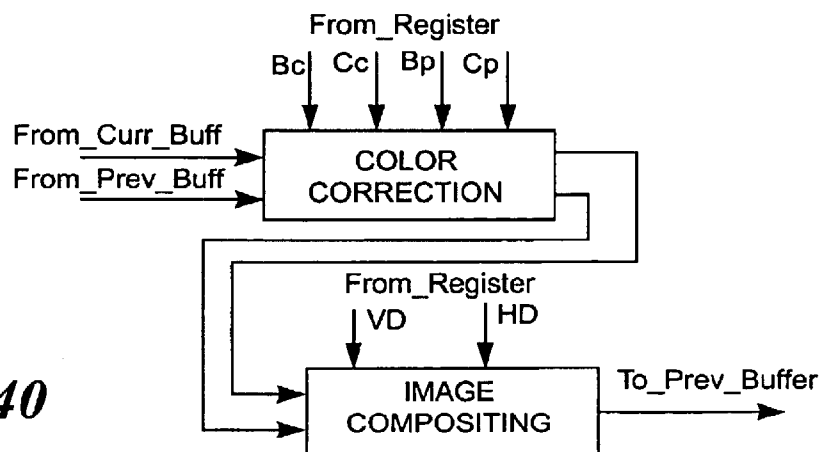 From_Register
Bc Cc Bp Cp
From_Curr_Buff
From_Prev_Buff
COLOR
CORRECTION
From_Register
VD HD
40
IMAGE
COMPOSITING
To_Prev_Buffer